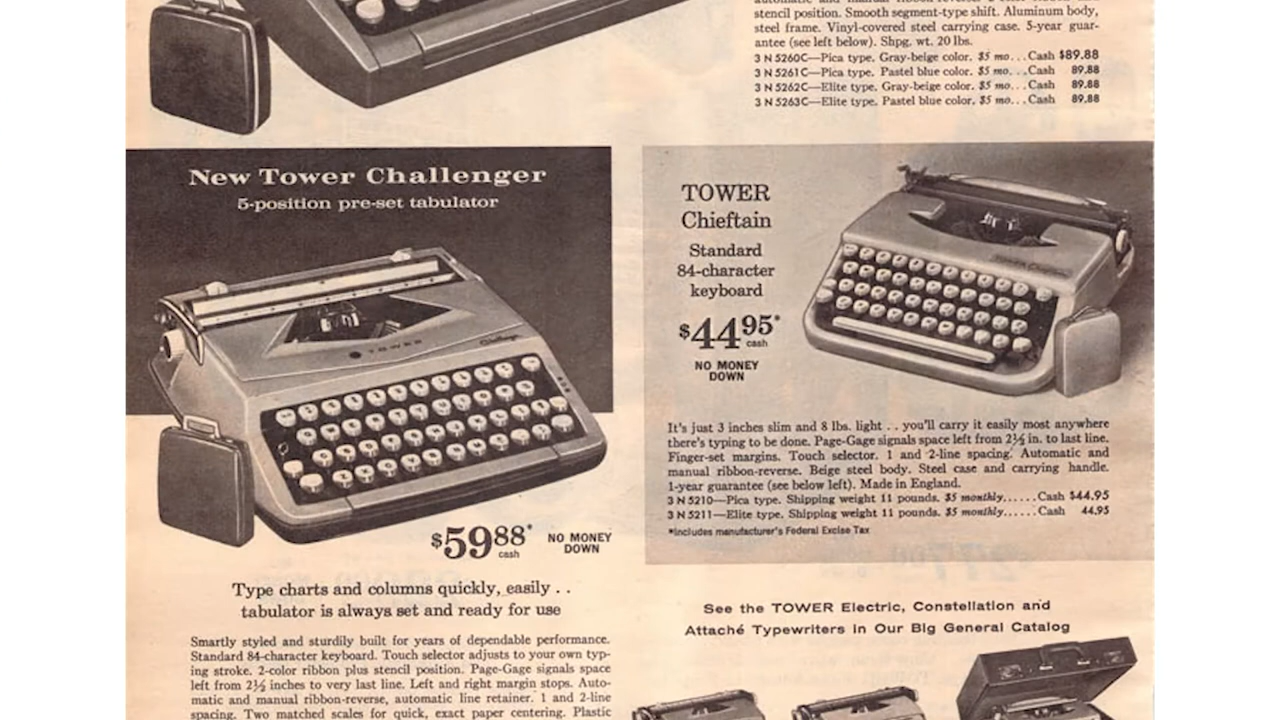 automatic and manual ribbon-reverse. 2-color ribbon and
stencil position. Smooth segment-type shift. Aluminum body,
steel frame. Vinyl-covered steel carrying case. 5-year guar-
antee (see left below). Shpg. wt. 20 lbs.
3 N 5260C—Pica type. Gray-beige color. $5 mo...Cash $89.88
3 N 5261C—Pica type. Pastel blue color. $5 mo...Cash 89.88
3 N 5262C—Elite type. Gray-beige color. $5 mo...Cash 89.88
3 N 5263C—Elite type. Pastel blue color. $5 mo...Cash 89.88
New Tower Challenger
5-position pre-set tabulator
TOWER
Challenger
$59.88*
cash
NO MONEY
DOWN
Type charts and columns quickly, easily . .
tabulator is always set and ready for use
Smartly styled and sturdily built for years of dependable performance.
Standard 84-character keyboard. Touch selector adjusts to your own typ-
ing stroke. 2-color ribbon plus stencil position. Page-Gage signals space
left from 2½ inches to very last line. Left and right margin stops. Auto-
matic and manual ribbon-reverse, automatic line retainer. 1 and 2-line
spacing. Two matched scales for quick, exact paper centering. Plastic
TOWER
Chieftain
Standard
84-character
keyboard
$44.95*
cash
NO MONEY
DOWN
Tower Chieftain
It's just 3 inches slim and 8 lbs. light . . you'll carry it easily most anywhere
there's typing to be done. Page-Gage signals space left from 2½ in. to last line.
Finger-set margins. Touch selector. 1 and 2-line spacing. Automatic and
manual ribbon-reverse. Beige steel body. Steel case and carrying handle.
1-year guarantee (see below left). Made in England.
3 N 5210—Pica type. Shipping weight 11 pounds. $5 monthly......Cash $44.95
3 N 5211—Elite type. Shipping weight 11 pounds. $5 monthly......Cash 44.95
*Includes manufacturer's Federal Excise Tax
See the TOWER Electric, Constellation and
Attaché Typewriters in Our Big General Catalog